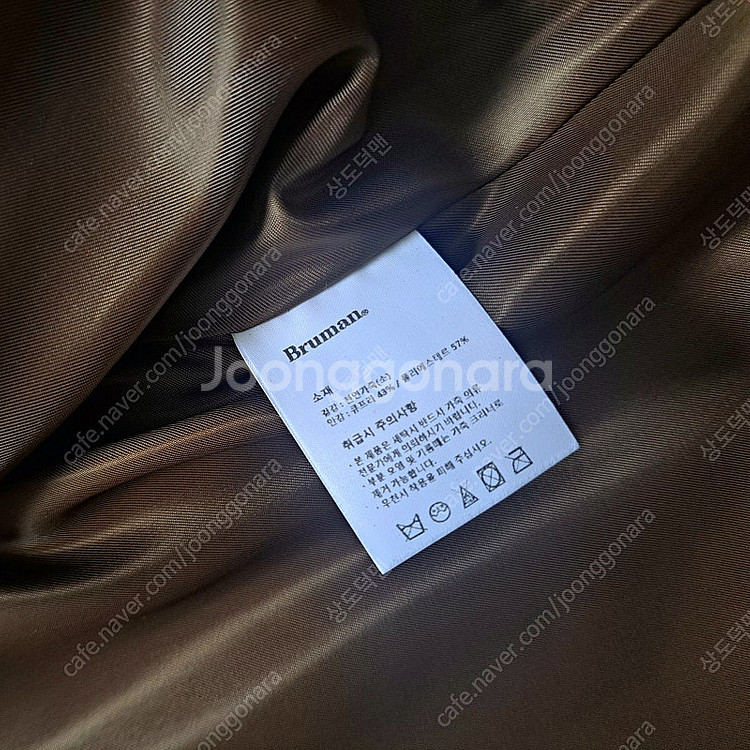 Bruman®
소재
겉감 : 천연가죽(소)
안감 : 큐프라 43% / 폴리에스테르 57%
취급시 주의사항
· 본 제품은 세탁시 반드시 가죽 의류
전문가에게 의뢰하시기 바랍니다.
· 부분 오염 및 기름때는 가죽 크리너로
제거 가능합니다.
· 우천시 착용을 피해 주십시오.
Joonggonara
cafe.naver.com/joonggonara
상도덕맨